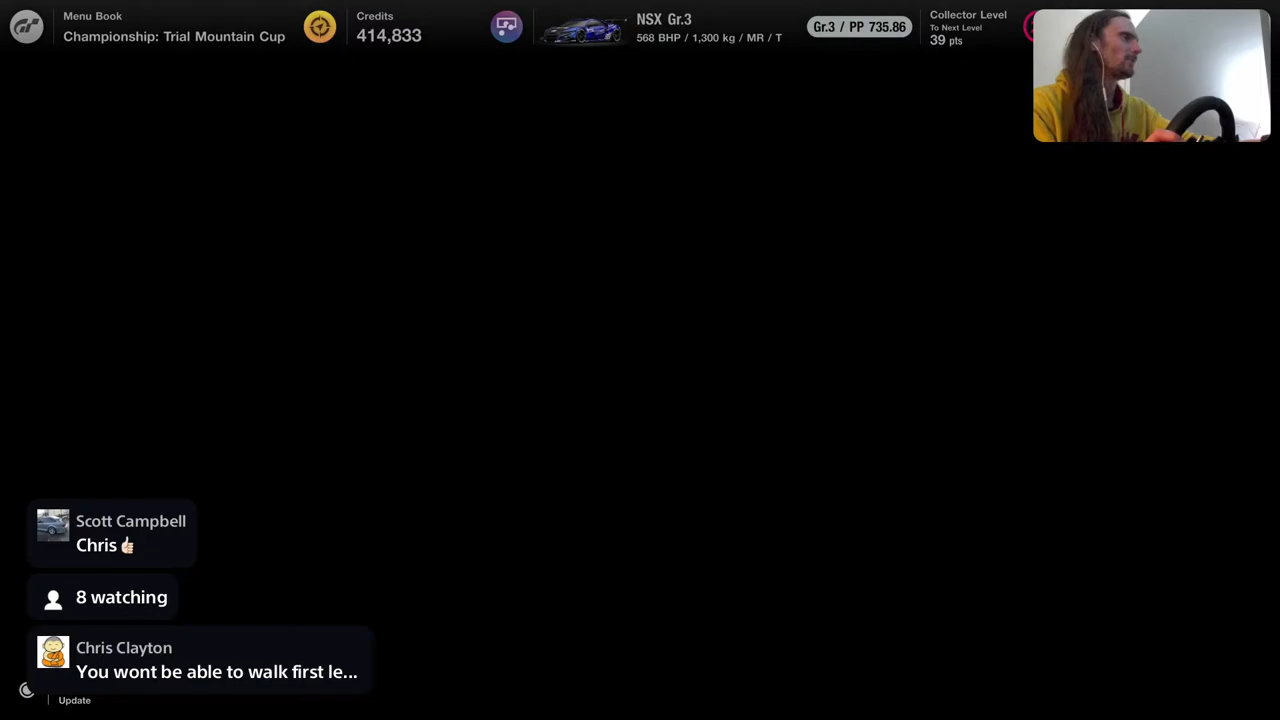 Menu Book
Championship: Trial Mountain Cup
Credits
414,833
NSX Gr.3
568 BHP / 1,300 kg / MR / T
Gr.3 / PP 735.86
Collector Level
To Next Level
39 pts
Scott Campbell
Chris👍🏻
8 watching
Chris Clayton
You wont be able to walk first le...
Update